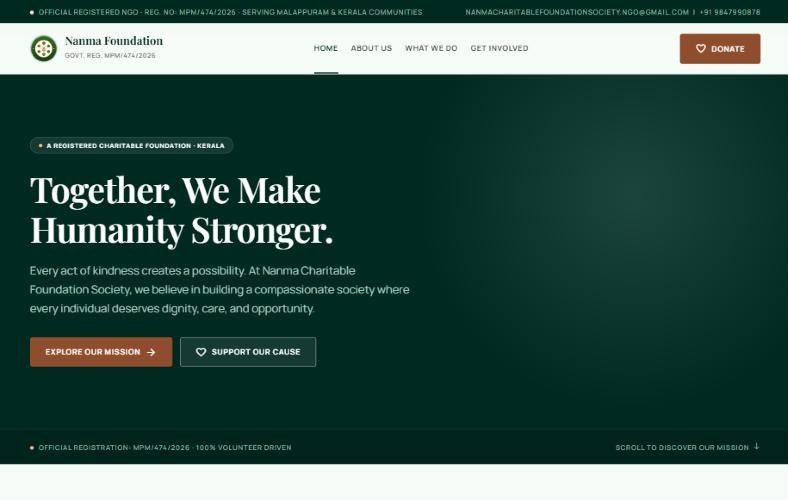 OFFICIAL REGISTERED NGO · REG. NO: MPM/474/2026 · SERVING MALAPPURAM & KERALA COMMUNITIES
NANMACHARITABLEFOUNDATIONSOCIETY.NGO@GMAIL.COM | +91 9847990878
Nanma Foundation
GOVT. REG. MPM/474/2026
HOME ABOUT US WHAT WE DO GET INVOLVED
DONATE
A REGISTERED CHARITABLE FOUNDATION · KERALA
Together, We Make
Humanity Stronger.
Every act of kindness creates a possibility. At Nanma Charitable
Foundation Society, we believe in building a compassionate society where
every individual deserves dignity, care, and opportunity.
EXPLORE OUR MISSION →
SUPPORT OUR CAUSE
OFFICIAL REGISTRATION: MPM/474/2026 · 100% VOLUNTEER DRIVEN
SCROLL TO DISCOVER OUR MISSION ↓